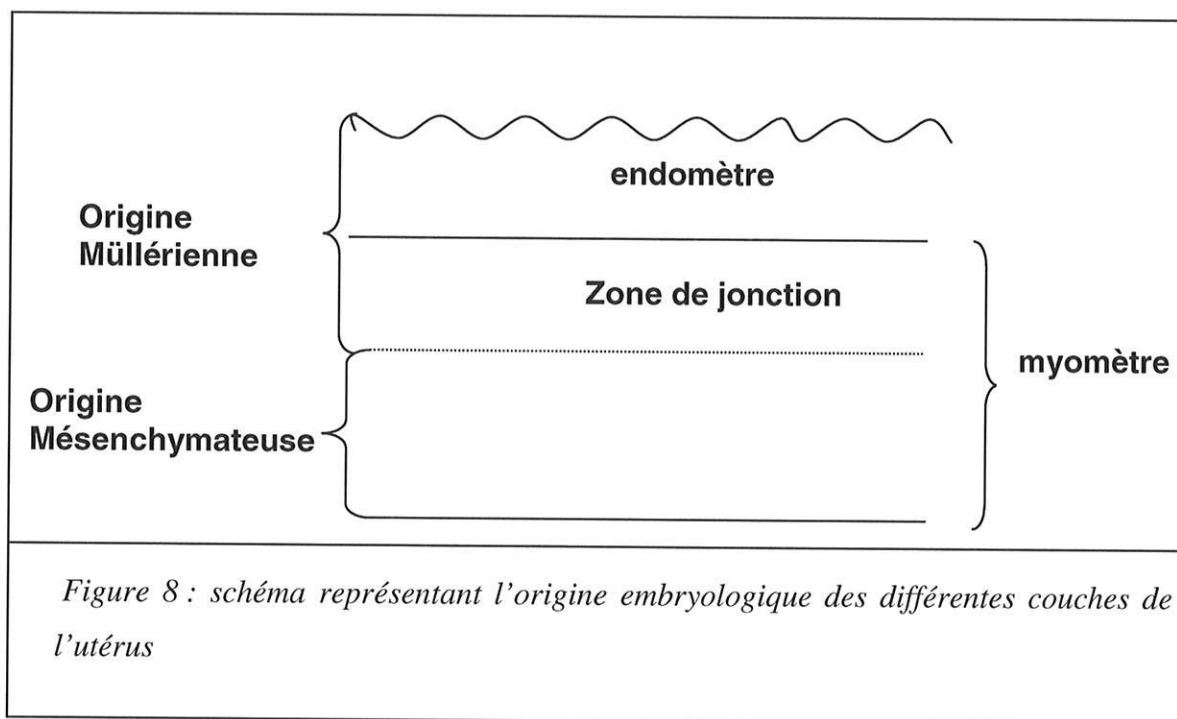 endomètre
Origine
Müllérienne
Zone de jonction
myomètre
Origine
Mésenchymateuse
Figure 8 : schéma représentant l'origine embryologique des différentes couches de
l'utérus